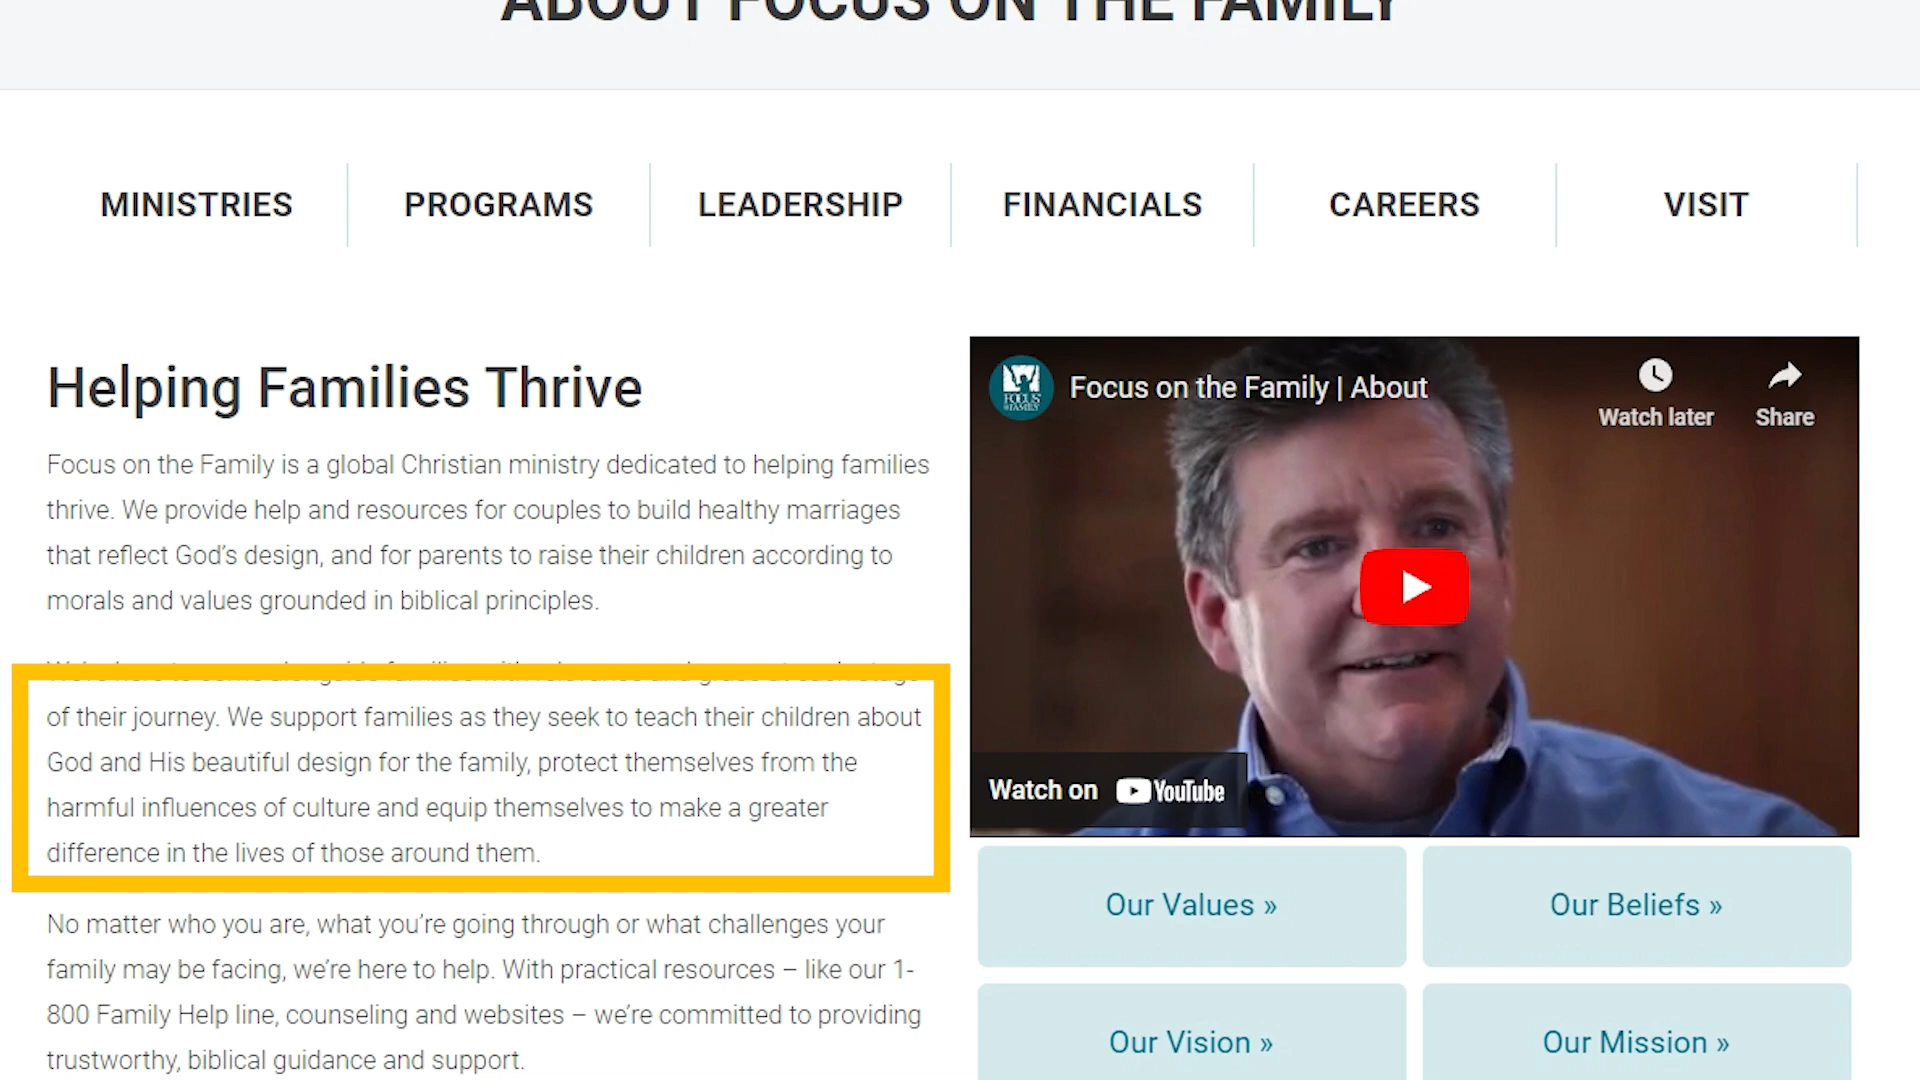 ABOUT FOCUS ON THE FAMILY
MINISTRIES
PROGRAMS
LEADERSHIP
FINANCIALS
CAREERS
VISIT
Helping Families Thrive
Focus on the Family is a global Christian ministry dedicated to helping families
thrive. We provide help and resources for couples to build healthy marriages
that reflect God’s design, and for parents to raise their children according to
morals and values grounded in biblical principles.
of their journey. We support families as they seek to teach their children about
God and His beautiful design for the family, protect themselves from the
harmful influences of culture and equip themselves to make a greater
difference in the lives of those around them.
No matter who you are, what you’re going through or what challenges your
family may be facing, we’re here to help. With practical resources – like our 1-
800 Family Help line, counseling and websites – we’re committed to providing
trustworthy, biblical guidance and support.
FOCUS
FAMILY
Focus on the Family | About
Watch later
Share
Watch on YouTube
Our Values »
Our Beliefs »
Our Vision »
Our Mission »